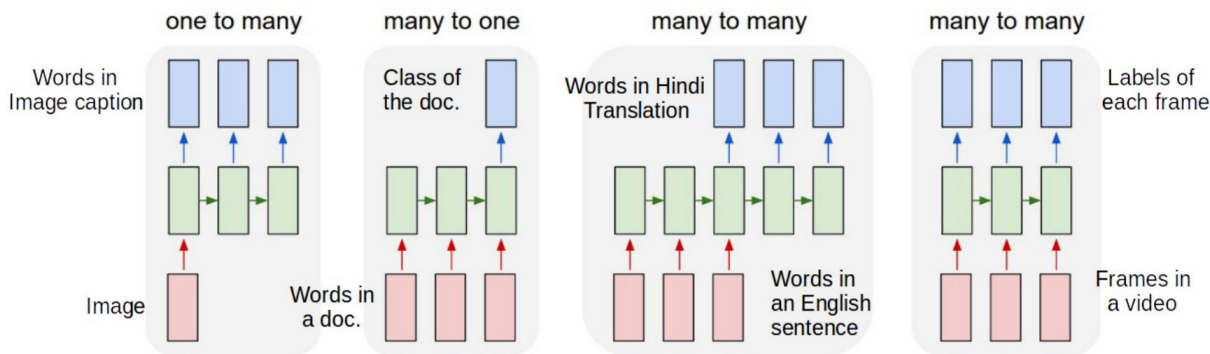 one to many
many to one
many to many
many to many
Words in
Image caption
Class of
the doc.
Words in Hindi
Translation
Labels of
each frame
Image
Words in
a doc.
Words in
an English
sentence
Frames in
a video